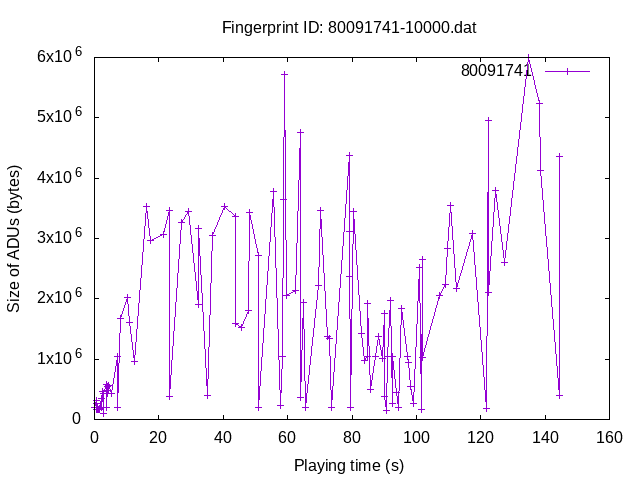 Fingerprint ID: 80091741-10000.dat
80091741
Size of ADUs (bytes)
6x10^6
5x10^6
4x10^6
3x10^6
2x10^6
1x10^6
0
0 20 40 60 80 100 120 140 160
Playing time (s)